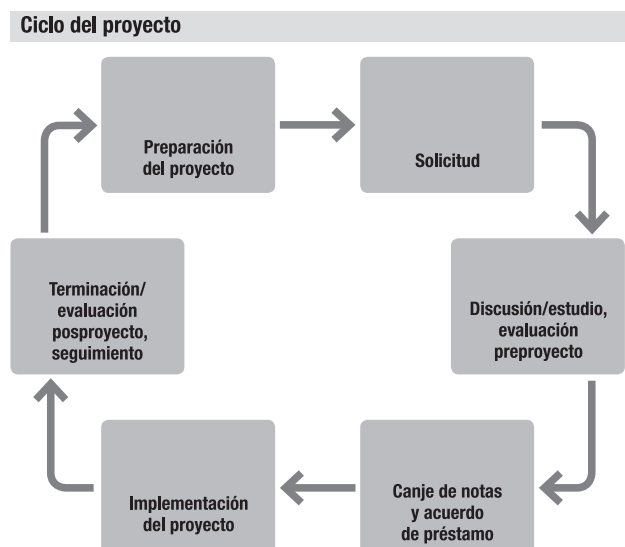 Ciclo del proyecto
Preparación
del proyecto
Solicitud
Discusión/estudio,
evaluación
preproyecto
Canje de notas
y acuerdo
de préstamo
Implementación
del proyecto
Terminación/
evaluación
posproyecto,
seguimiento